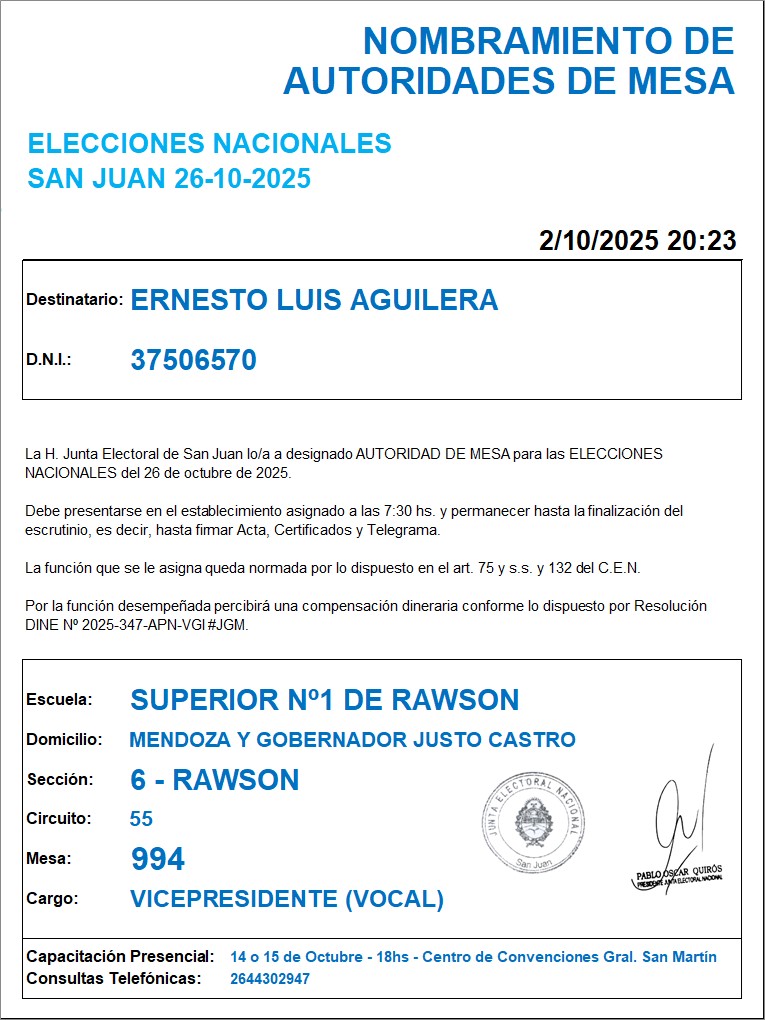 NOMBRAMIENTO DE
AUTORIDADES DE MESA
ELECCIONES NACIONALES
SAN JUAN 26-10-2025
2/10/2025 20:23
Destinatario: ERNESTO LUIS AGUILERA
D.N.I.: 37506570
La H. Junta Electoral de San Juan lo/a a designado AUTORIDAD DE MESA para las ELECCIONES
NACIONALES del 26 de octubre de 2025.
Debe presentarse en el establecimiento asignado a las 7:30 hs. y permanecer hasta la finalización del
escrutinio, es decir, hasta firmar Acta, Certificados y Telegrama.
La función que se le asigna queda normada por lo dispuesto en el art. 75 y s.s. y 132 del C.E.N.
Por la función desempeñada percibirá una compensación dineraria conforme lo dispuesto por Resolución
DINE Nº 2025-347-APN-VGI#JGM.
Escuela: SUPERIOR Nº1 DE RAWSON
Domicilio: MENDOZA Y GOBERNADOR JUSTO CASTRO
Sección: 6 - RAWSON
Circuito: 55
Mesa: 994
Cargo: VICEPRESIDENTE (VOCAL)
JUNTA ELECTORAL NACIONAL
San Juan
PABLO OSCAR QUIRÓS
PRESIDENTE JUNTA ELECTORAL NACIONAL
Capacitación Presencial: 14 o 15 de Octubre - 18hs - Centro de Convenciones Gral. San Martín
Consultas Telefónicas: 2644302947